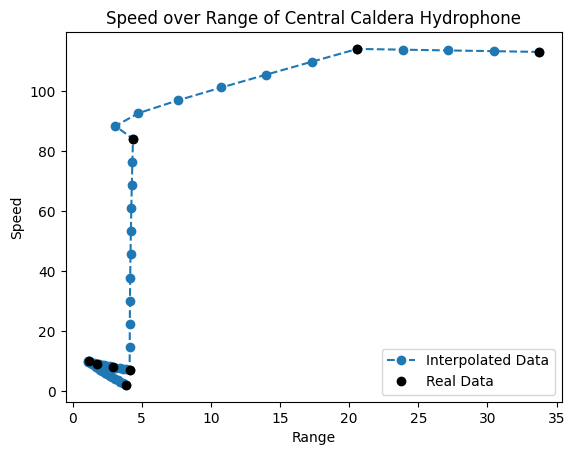 Speed over Range of Central Caldera Hydrophone
Speed
100
80
60
40
20
0
0 5 10 15 20 25 30 35
Range
Interpolated Data
Real Data